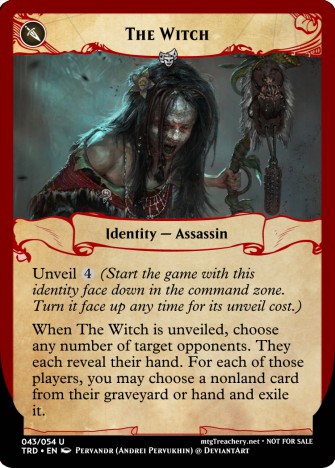 The Witch
Identity — Assassin
Unveil 4 (Start the game with this
identity face down in the command zone.
Turn it face up any time for its unveil cost.)
When The Witch is unveiled, choose
any number of target opponents. They
each reveal their hand. For each of those
players, you may choose a nonland card
from their graveyard or hand and exile
it.
043/054 U
mtgTreachery.net • NOT FOR SALE
TRD • EN Pervandr (Andrei Pervukhin) @ DeviantArt